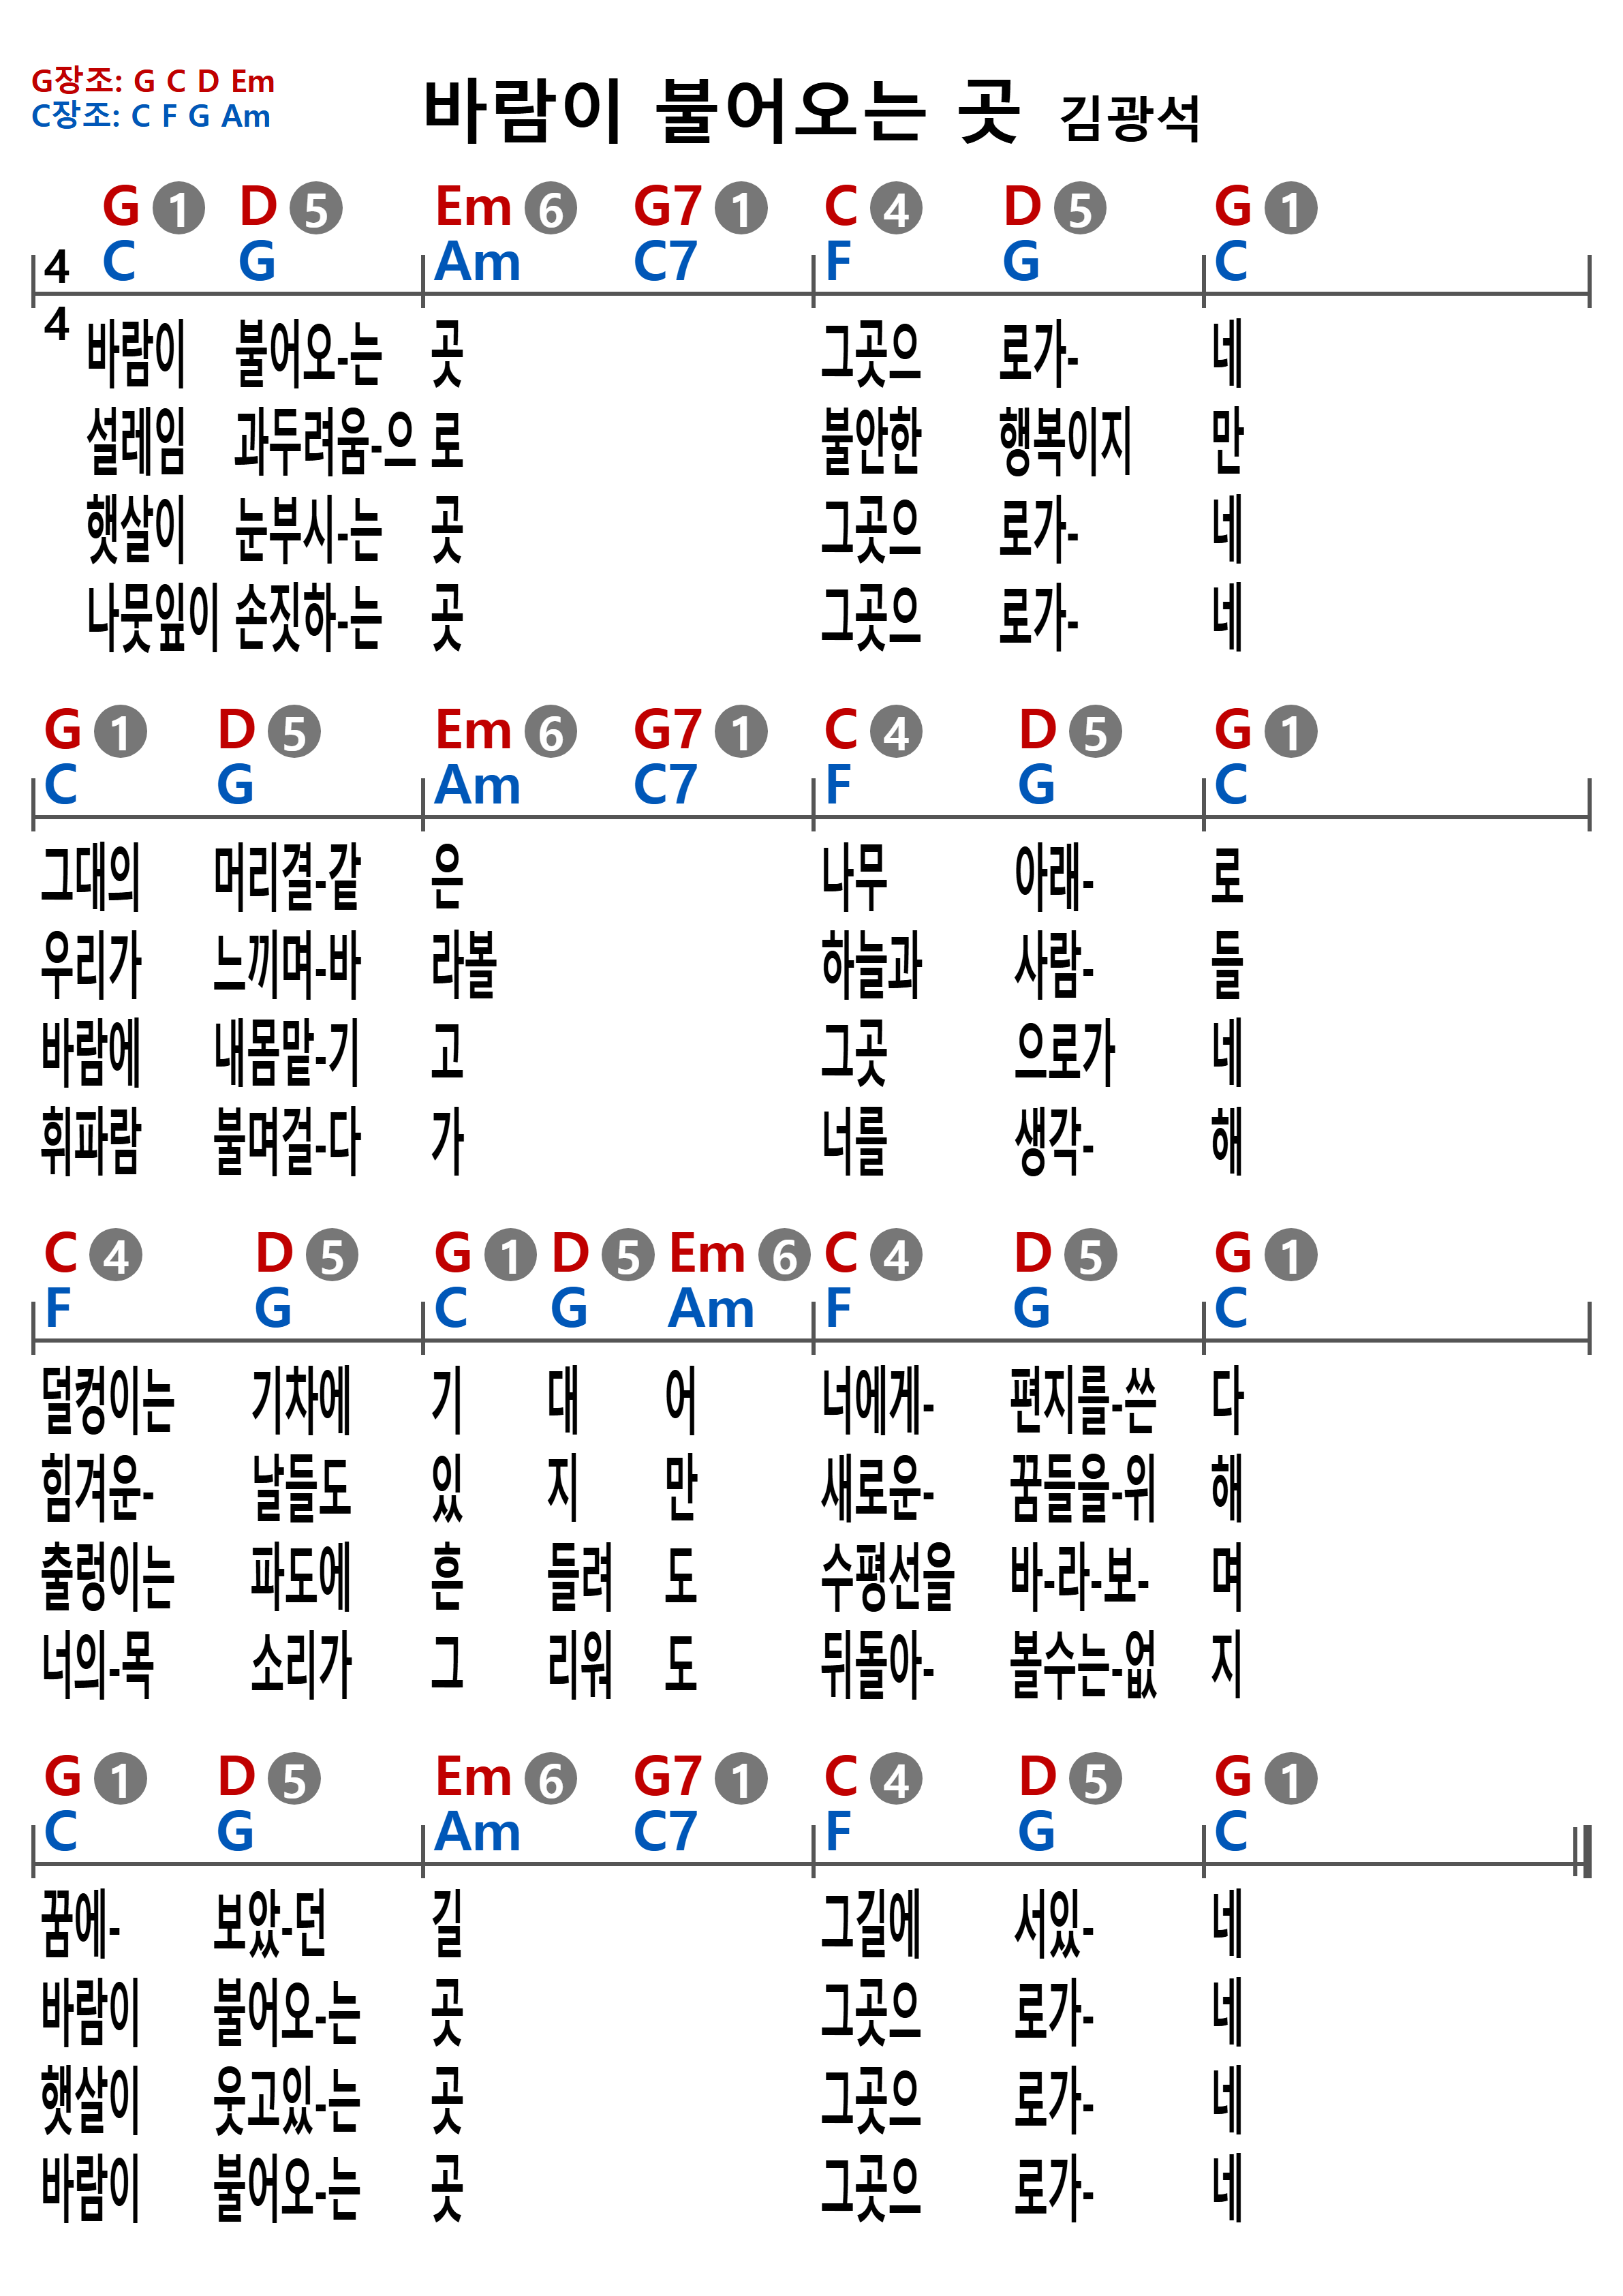 G장조: G C D Em
C장조: C F G Am
바람이 불어오는 곳 김광석
G 1 D 5 Em 6 G7 1 C 4 D 5 G 1
C G Am C7 F G C
4
4
바람이 불어오-는 곳 그곳으 로가- 네
설레임 과두려움-으 로 불안한 행복이지 만
햇살이 눈부시-는 곳 그곳으 로가- 네
나뭇잎이 손짓하-는 곳 그곳으 로가- 네
G 1 D 5 Em 6 G7 1 C 4 D 5 G 1
C G Am C7 F G C
그대의 머리결-같 은 나무 아래- 로
우리가 느끼며-바 라볼 하늘과 사람- 들
바람에 내몸맡-기 고 그곳 으로가 네
휘파람 불며걸-다 가 너를 생각- 해
C 4 D 5 G 1 D 5 Em 6 C 4 D 5 G 1
F G C G Am F G C
덜컹이는 기차에 기 대 어 너에게- 편지를-쓴 다
힘겨운- 날들도 있 지 만 새로운- 꿈들을-위 해
출렁이는 파도에 흔 들려 도 수평선을 바-라-보- 며
너의-목 소리가 그 리워 도 뒤돌아- 볼수는-없 지
G 1 D 5 Em 6 G7 1 C 4 D 5 G 1
C G Am C7 F G C
꿈에- 보았-던 길 그길에 서있- 네
바람이 불어오-는 곳 그곳으 로가- 네
햇살이 웃고있-는 곳 그곳으 로가- 네
바람이 불어오-는 곳 그곳으 로가- 네